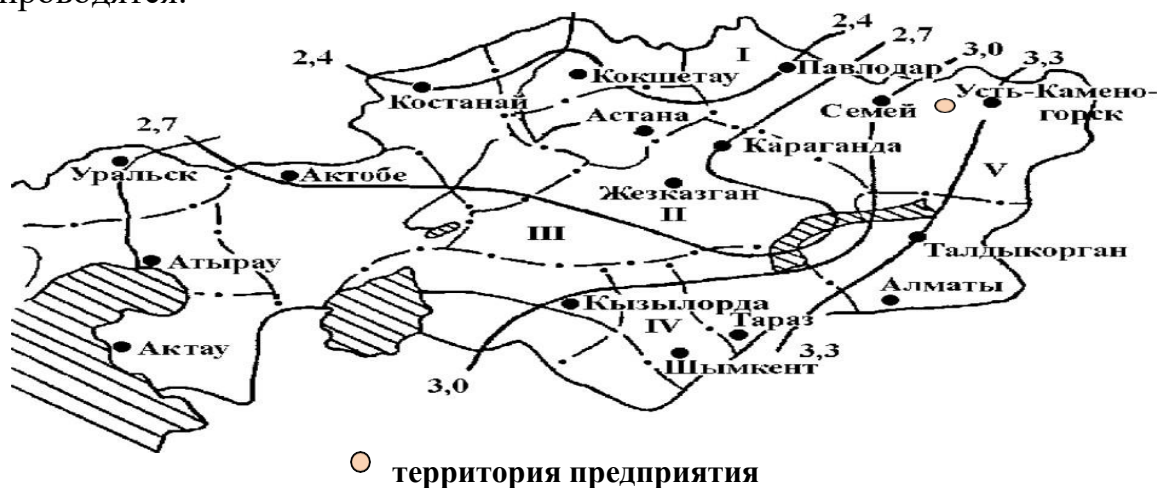 проводятся.
2,4
2,7
3,0
3,3
2,4
I
Кокшетау
Павлодар
Костанай
Семей
Усть-Камено-
горск
Астана
2,7
Караганда
V
Уральск
Актобе
Жезказган
II
III
Талдыкорган
Атырау
Алматы
Кызылорда
IV
Тараз
Актау
Шымкент
3,3
3,0
территория предприятия